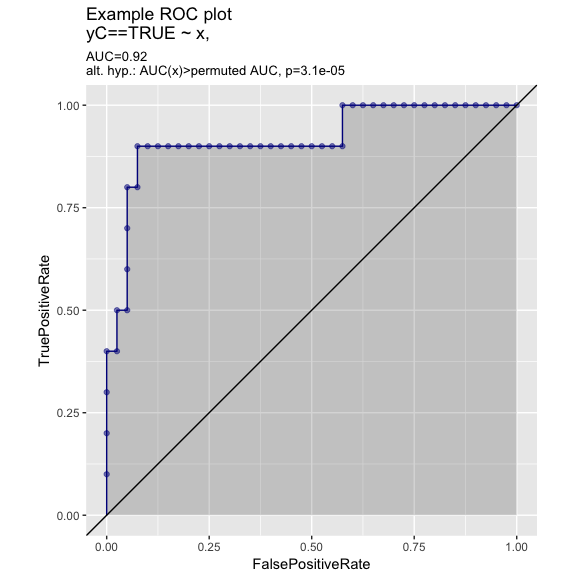 Example ROC plot
yC==TRUE ~ x,
AUC=0.92
alt. hyp.: AUC(x)>permuted AUC, p=3.1e-05
1.00
0.75
0.50
0.25
0.00
TruePositiveRate
0.00 0.25 0.50 0.75 1.00
FalsePositiveRate